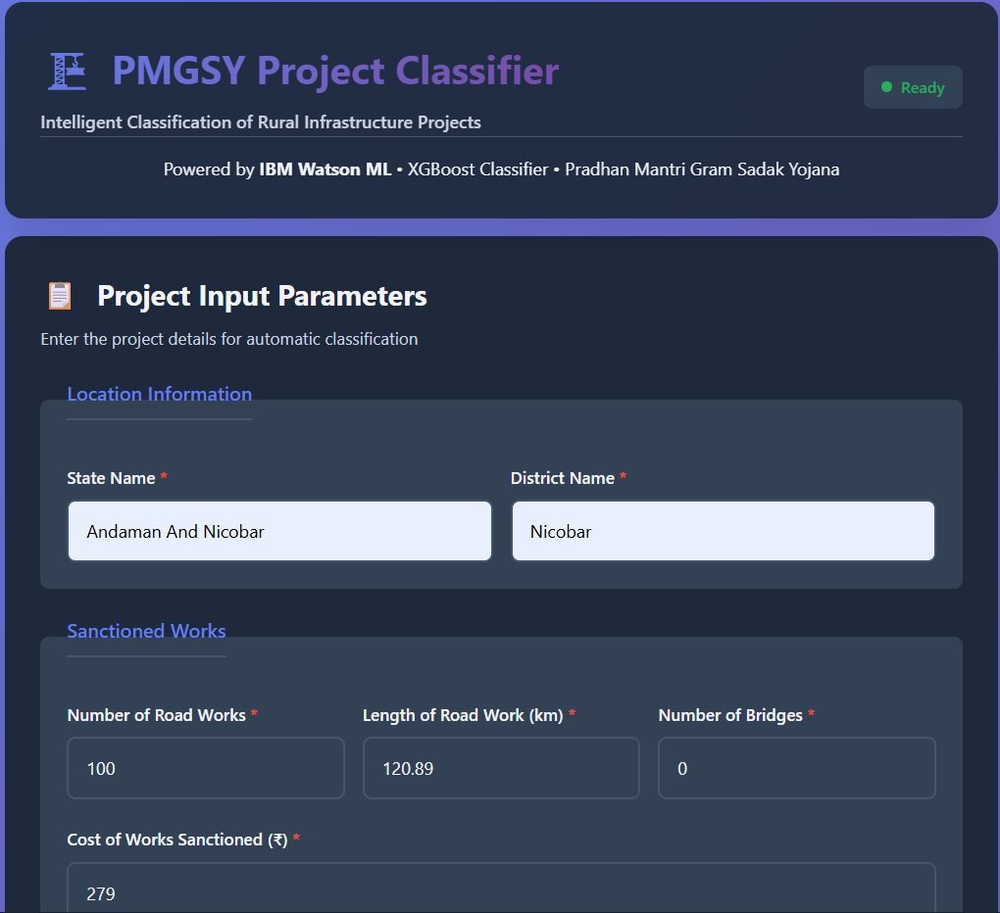 PMGSY Project Classifier
Ready
Intelligent Classification of Rural Infrastructure Projects
Powered by IBM Watson ML • XGBoost Classifier • Pradhan Mantri Gram Sadak Yojana
Project Input Parameters
Enter the project details for automatic classification
Location Information
State Name * District Name *
Andaman And Nicobar Nicobar
Sanctioned Works
Number of Road Works * Length of Road Work (km) * Number of Bridges *
100 120.89 0
Cost of Works Sanctioned (₹) *
279